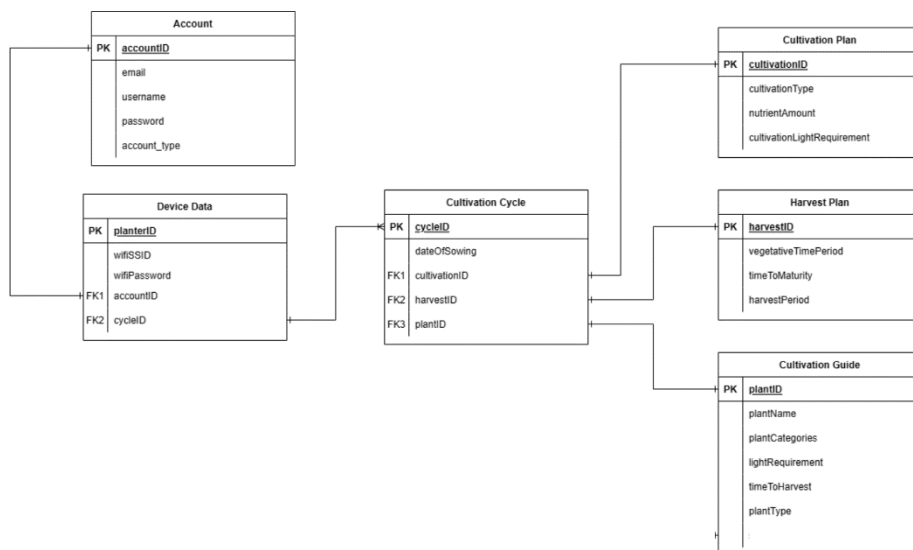 Account
PK accountID
email
username
password
account_type
Device Data
PK planterID
wifiSSID
wifiPassword
FK1 accountID
FK2 cycleID
Cultivation Cycle
PK cycleID
dateOfSowing
FK1 cultivationID
FK2 harvestID
FK3 plantID
Cultivation Plan
PK cultivationID
cultivationType
nutrientAmount
cultivationLightRequirement
Harvest Plan
PK harvestID
vegetativeTimePeriod
timeToMaturity
harvestPeriod
Cultivation Guide
PK plantID
plantName
plantCategories
lightRequirement
timeToHarvest
plantType